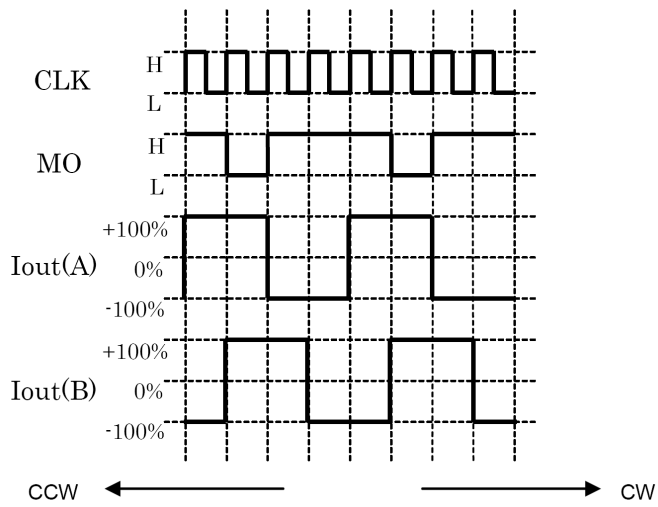 CLK
H
L
MO
H
L
Iout(A)
+100%
0%
-100%
Iout(B)
+100%
0%
-100%
CCW
CW